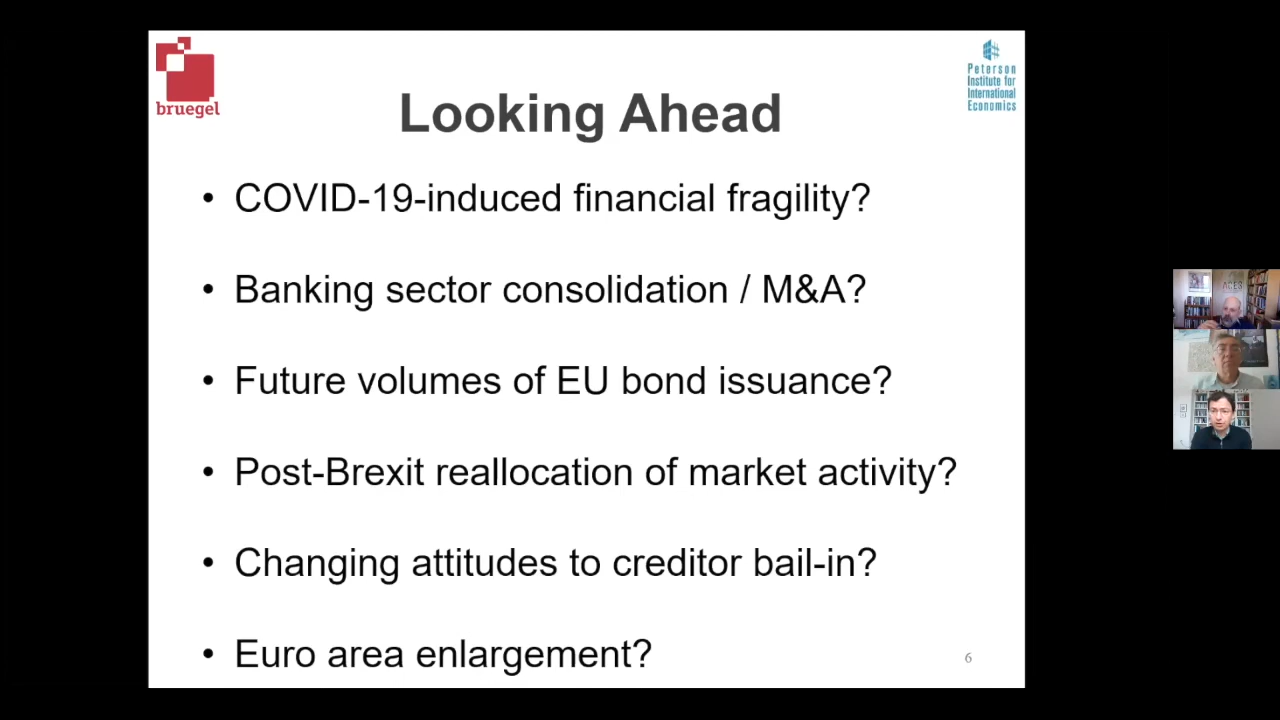 bruegel
Peterson
Institute for
International
Economics
Looking Ahead
• COVID-19-induced financial fragility?
• Banking sector consolidation / M&A?
• Future volumes of EU bond issuance?
• Post-Brexit reallocation of market activity?
• Changing attitudes to creditor bail-in?
• Euro area enlargement?
6
ACES